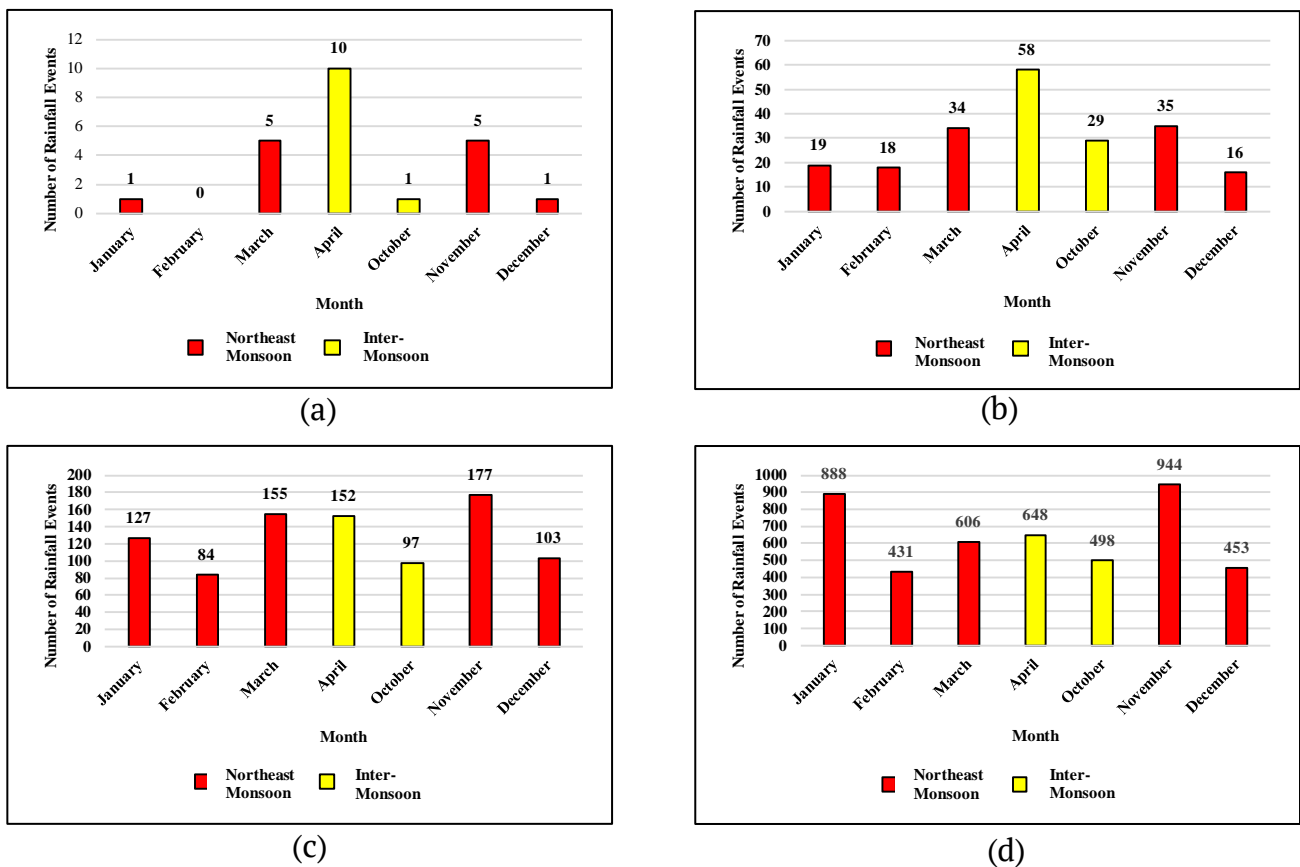 12
10
8
6
4
2
0
Number of Rainfall Events
1
0
5
10
1
5
1
January
February
March
April
October
November
December
Month
Northeast
Monsoon
Inter-
Monsoon
(a)
70
60
50
40
30
20
10
0
Number of Rainfall Events
19
18
34
58
29
35
16
January
February
March
April
October
November
December
Month
Northeast
Monsoon
Inter-
Monsoon
(b)
200
180
160
140
120
100
80
60
40
20
0
Number of Rainfall Events
127
84
155
152
97
177
103
January
February
March
April
October
November
December
Month
Northeast
Monsoon
Inter-
Monsoon
(c)
1000
900
800
700
600
500
400
300
200
100
0
Number of Rainfall Events
888
431
606
648
498
944
453
January
February
March
April
October
November
December
Month
Northeast
Monsoon
Inter-
Monsoon
(d)